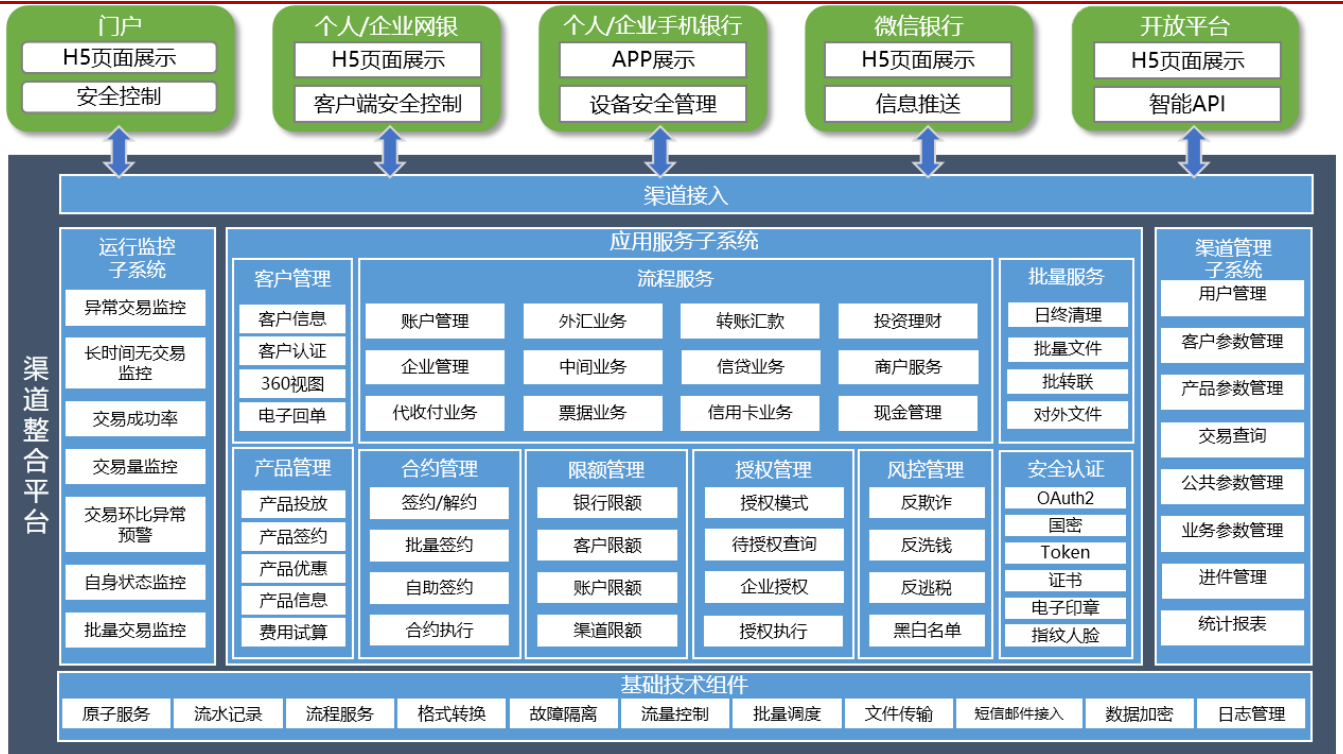 门户
H5页面展示
安全控制
个人/企业网银
H5页面展示
客户端安全控制
个人/企业手机银行
APP展示
设备安全管理
微信银行
H5页面展示
信息推送
开放平台
H5页面展示
智能API
渠道整合平台
渠道接入
运行监控
子系统
异常交易监控
长时间无交易
监控
交易成功率
交易量监控
交易环比异常
预警
自身状态监控
批量交易监控
应用服务子系统
客户管理
客户信息
客户认证
360视图
电子回单
流程服务
账户管理
外汇业务
转账汇款
投资理财
企业管理
中间业务
信贷业务
商户服务
代收付业务
票据业务
信用卡业务
现金管理
批量服务
日终清理
批量文件
批转联
对外文件
产品管理
产品投放
产品签约
产品优惠
产品信息
费用试算
合约管理
签约/解约
批量签约
自助签约
合约执行
限额管理
银行限额
客户限额
账户限额
渠道限额
授权管理
授权模式
待授权查询
企业授权
授权执行
风控管理
反欺诈
反洗钱
反逃税
黑白名单
安全认证
OAuth2
国密
Token
证书
电子印章
指纹人脸
渠道管理
子系统
用户管理
客户参数管理
产品参数管理
交易查询
公共参数管理
业务参数管理
进件管理
统计报表
基础技术组件
原子服务
流水记录
流程服务
格式转换
故障隔离
流量控制
批量调度
文件传输
短信邮件接入
数据加密
日志管理